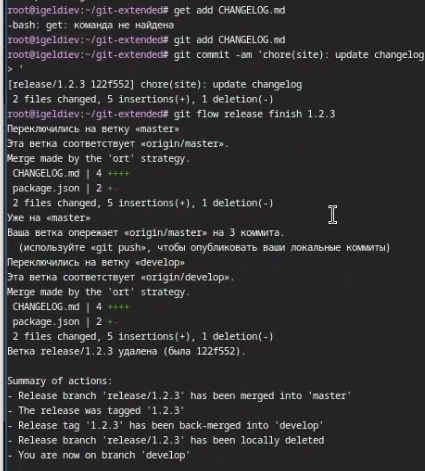 root@igeldiev:~/git-extended# get add CHANGELOG.md
-bash: get: команда не найдена
root@igeldiev:~/git-extended# git add CHANGELOG.md
root@igeldiev:~/git-extended# git commit -am 'chore(site): update changelog
> '
[release/1.2.3 122f552] chore(site): update changelog
 2 files changed, 5 insertions(+), 1 deletion(-)
root@igeldiev:~/git-extended# git flow release finish 1.2.3
Переключились на ветку «master»
Эта ветка соответствует «origin/master».
Merge made by the 'ort' strategy.
 CHANGELOG.md | 4 ++++
 package.json | 2 +-
 2 files changed, 5 insertions(+), 1 deletion(-)
Уже на «master»
Ваша ветка опережает «origin/master» на 3 коммита.
  (используйте «git push», чтобы опубликовать ваши локальные коммиты)
Переключились на ветку «develop»
Эта ветка соответствует «origin/develop».
Merge made by the 'ort' strategy.
 CHANGELOG.md | 4 ++++
 package.json | 2 +-
 2 files changed, 5 insertions(+), 1 deletion(-)
Ветка release/1.2.3 удалена (была 122f552).

Summary of actions:
- Release branch 'release/1.2.3' has been merged into 'master'
- The release was tagged '1.2.3'
- Release tag '1.2.3' has been back-merged into 'develop'
- Release branch 'release/1.2.3' has been locally deleted
- You are now on branch 'develop'